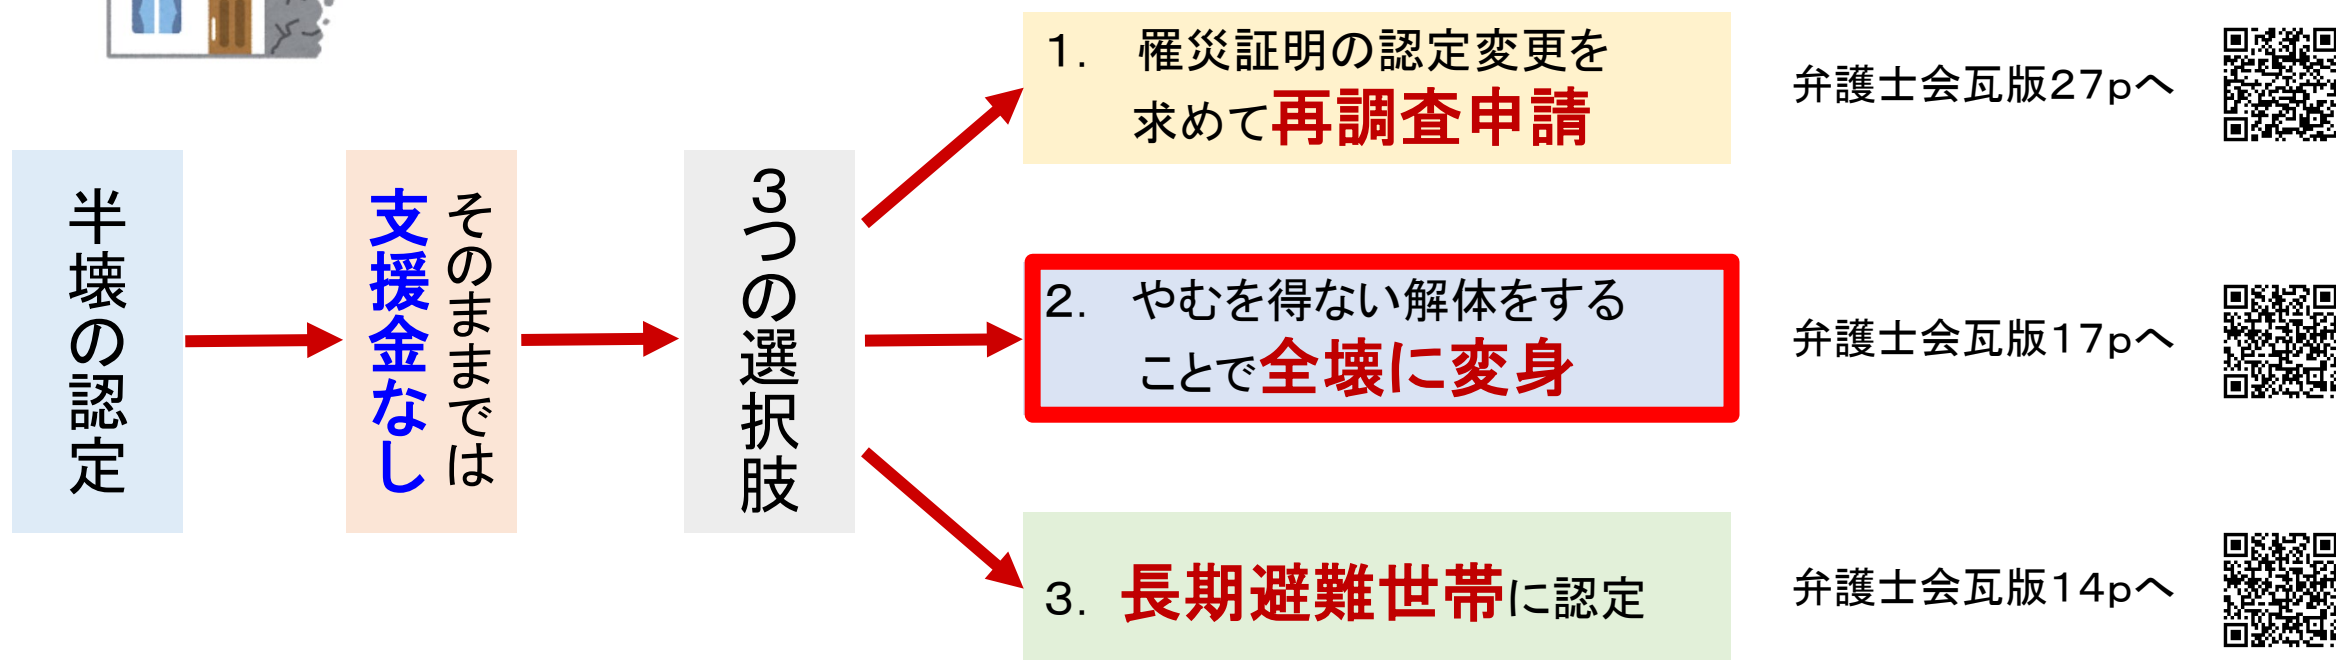 半壊の認定
そのままでは
支援金なし
３つの選択肢
1.　罹災証明の認定変更を
求めて再調査申請
弁護士会瓦版27pへ
2.　やむを得ない解体をする
ことで全壊に変身
弁護士会瓦版17pへ
3.　長期避難世帯に認定
弁護士会瓦版14pへ